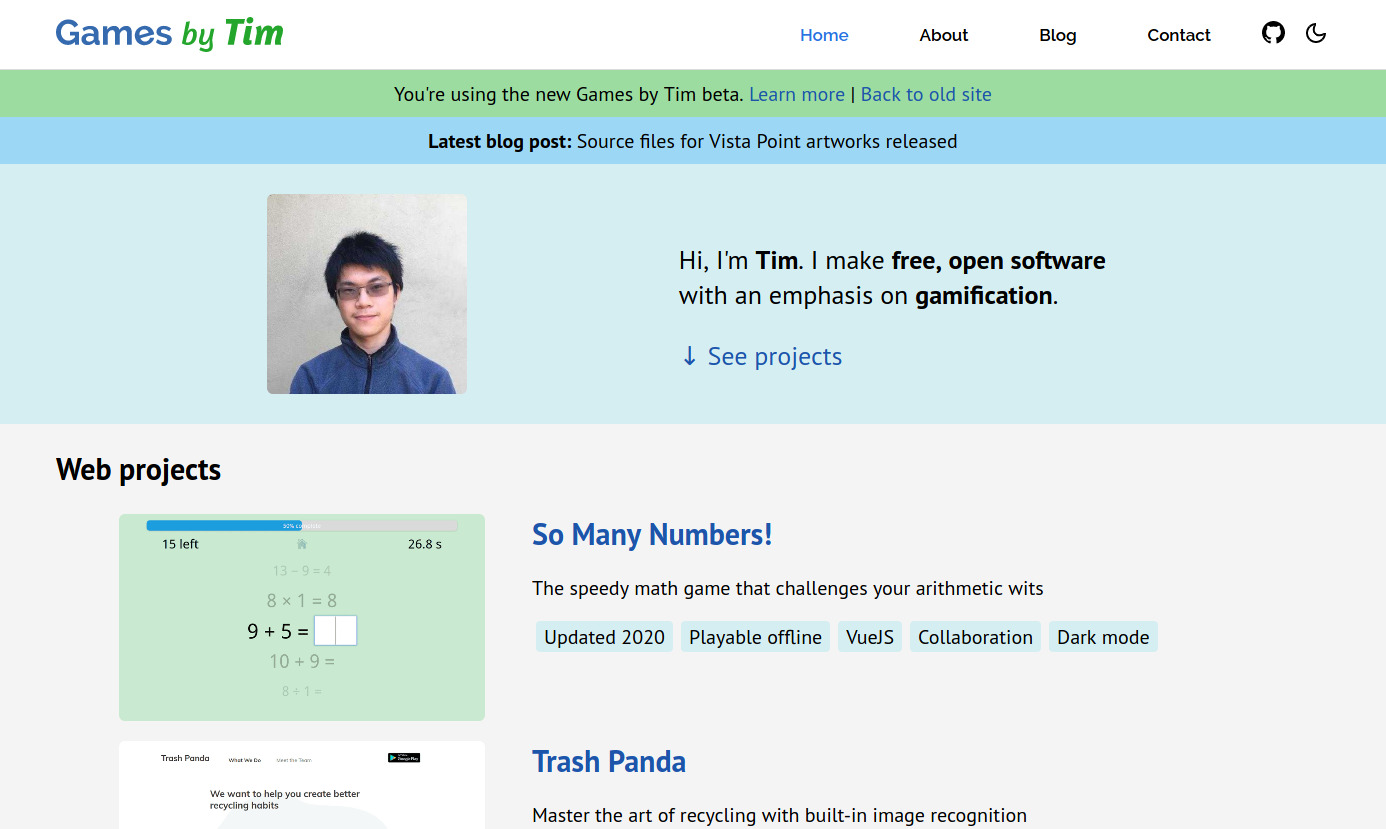 Games by Tim
Home About Blog Contact
You're using the new Games by Tim beta. Learn more | Back to old site
Latest blog post: Source files for Vista Point artworks released
Hi, I'm Tim. I make free, open software
with an emphasis on gamification.
↓ See projects
Web projects
50% complete
15 left 26.8 s
13 − 9 = 4
8 × 1 = 8
9 + 5 =
10 + 9 =
8 ÷ 1 =
So Many Numbers!
The speedy math game that challenges your arithmetic wits
Updated 2020 Playable offline VueJS Collaboration Dark mode
Trash Panda What We Do Meet the Team Google Play
We want to help you create better
recycling habits
Trash Panda
Master the art of recycling with built-in image recognition